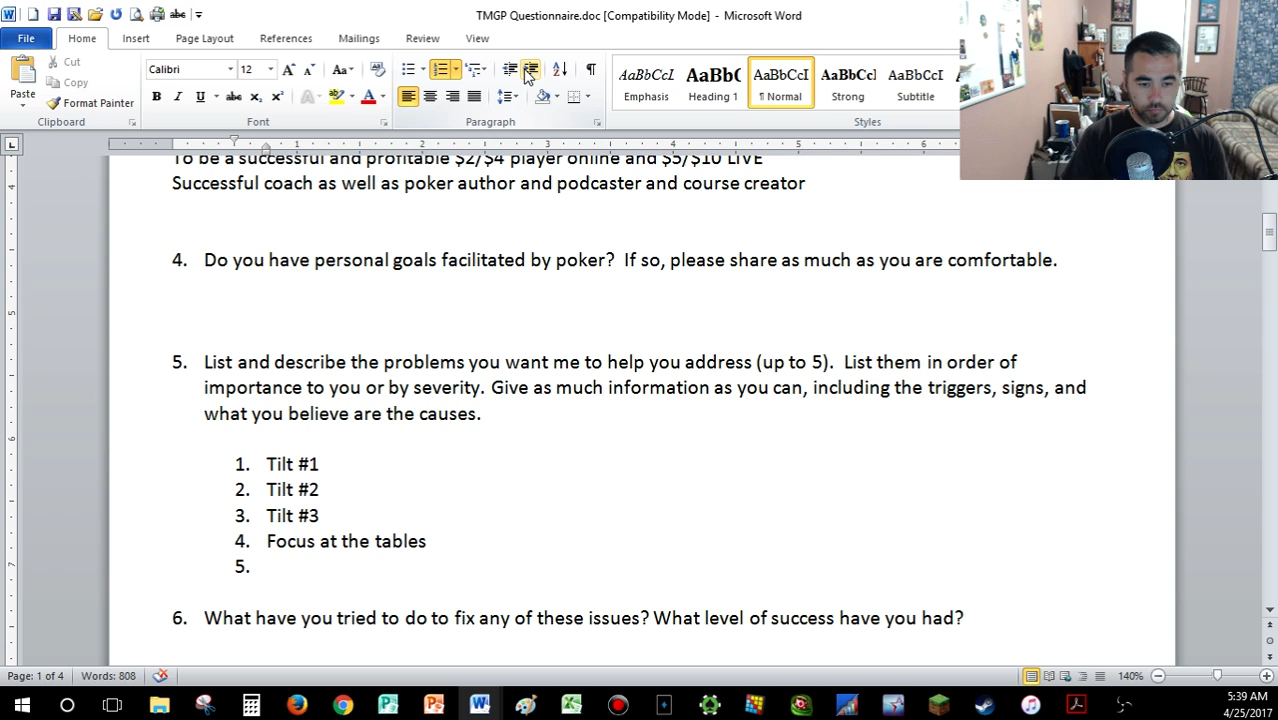 TMGP Questionnaire.doc [Compatibility Mode] - Microsoft Word
File Home Insert Page Layout References Mailings Review View
Paste
Cut
Copy
Format Painter
Clipboard
Calibri 12
Font
Paragraph
AaBbCcI AaBb( AaBbCcI AaBbCcI AaBbCcI
Emphasis Heading 1 ¶ Normal Strong Subtitle
Styles
1 2 3 4 5 6
To be a successful and profitable $2/$4 player online and $5/$10 LIVE
Successful coach as well as poker author and podcaster and course creator
4. Do you have personal goals facilitated by poker? If so, please share as much as you are comfortable.
5. List and describe the problems you want me to help you address (up to 5). List them in order of
importance to you or by severity. Give as much information as you can, including the triggers, signs, and
what you believe are the causes.
1. Tilt #1
2. Tilt #2
3. Tilt #3
4. Focus at the tables
5.
6. What have you tried to do to fix any of these issues? What level of success have you had?
Page: 1 of 4 Words: 808 140%
5:39 AM
4/25/2017